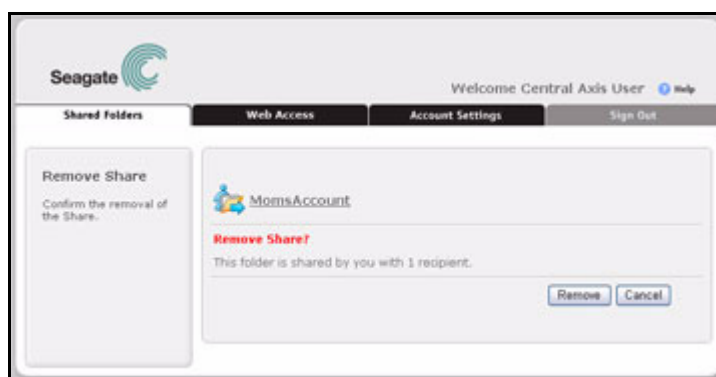 Seagate
Welcome Central Axis User ? Help
Shared Folders Web Access Account Settings Sign Out
Remove Share
Confirm the removal of
the Share.
MomsAccount
Remove Share?
This folder is shared by you with 1 recipient.
Remove Cancel